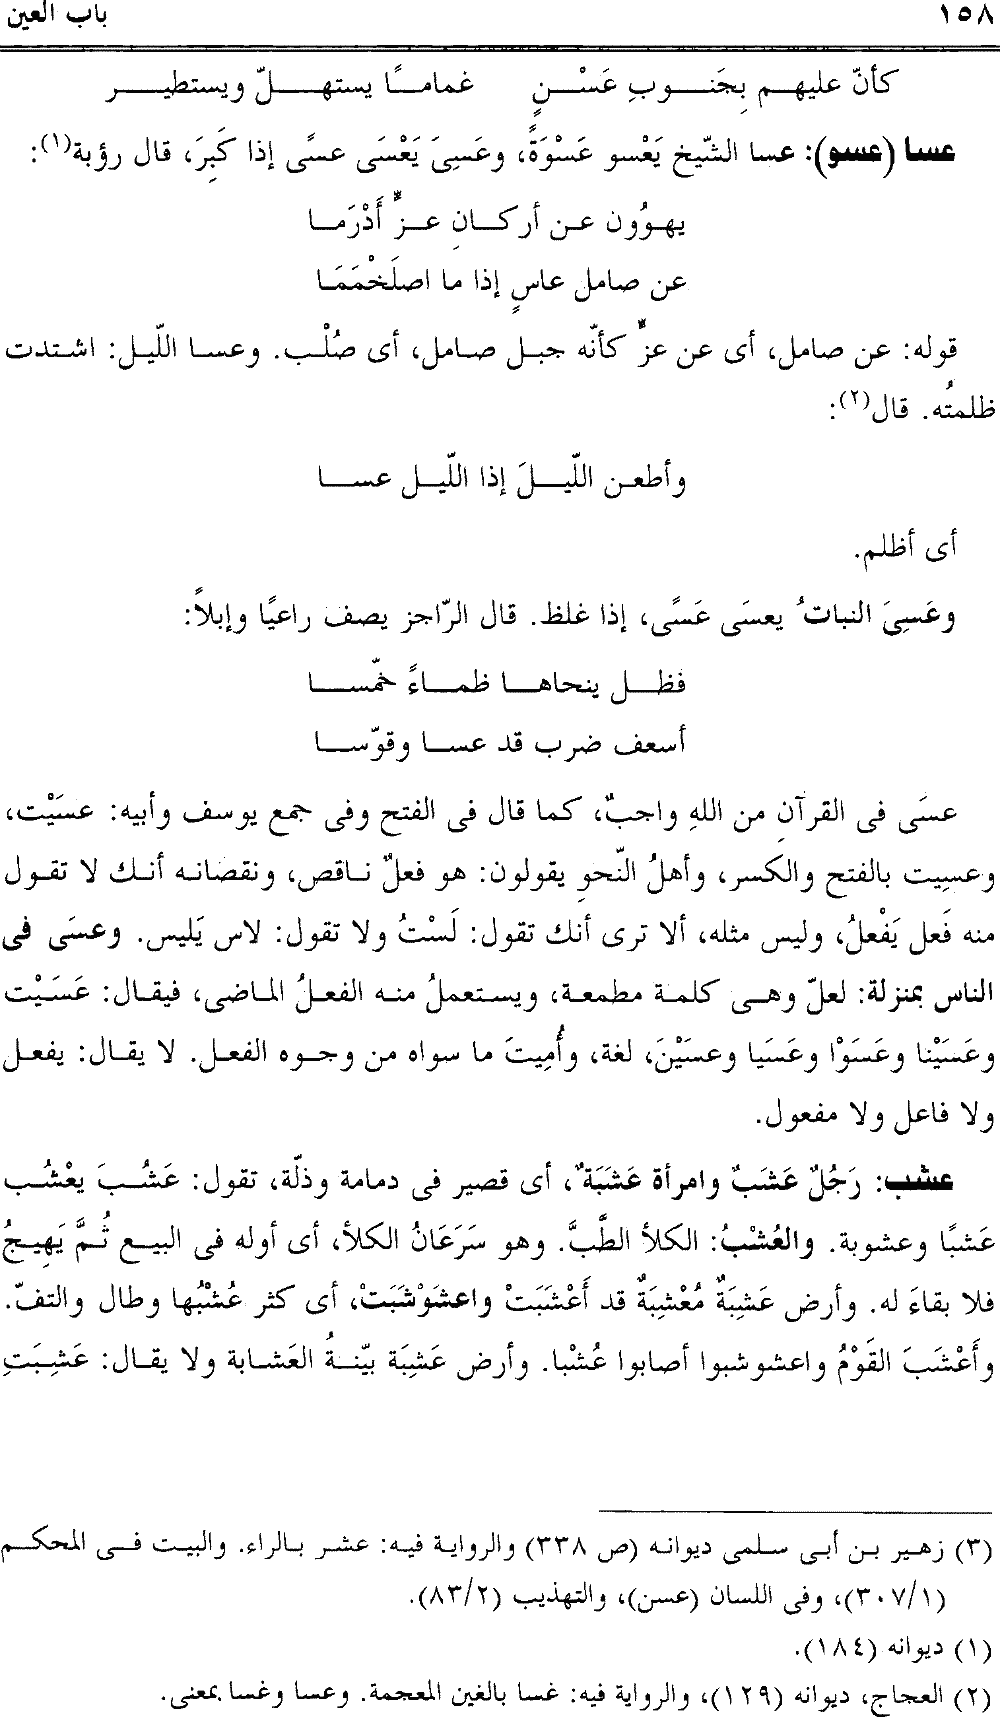 ١٥٨ باب العين
كأنّ عليهم بِجَنوبِ عَسْنٍ غمامًا يستهلّ ويستطير
عسا (عسو): عسا الشّيخ يَعْسو عَسْوَةً، وعَسِىَ يَعْسَى عسًى إذا كَبِرَ، قال رؤبة(١):
يهوُون عن أركانِ عزٍّ أَدْرَما
عن صامل عاسٍ إذا ما اصلَخْمَمَا
قوله: عن صامل، أى عن عزٍّ كأنّه جبل صامل، أى صُلْب. وعسا اللّيل: اشتدت
ظلمتُه. قال(٢):
وأطعن اللّيلَ إذا اللّيل عسا
أى أظلم.
وعَسِىَ النباتُ يعسَى عَسًى، إذا غلظ. قال الرّاجز يصف راعيًا وإبلاً:
فظل ينحاها ظماءً خمّسا
أسعف ضرب قد عسا وقوّسا
عسَى فى القرآنِ من اللهِ واجبٌ، كما قال فى الفتح وفى جمع يوسف وأبيه: عسَيْت،
وعسِيت بالفتح والكسر، وأهلُ النّحوِ يقولون: هو فعلٌ ناقص، ونقصانه أنك لا تقول
منه فَعل يَفْعلُ، وليس مثله، ألا ترى أنك تقول: لَسْتُ ولا تقول: لاس يَليس. وعسَى فى
الناس بمنزلة: لعلّ وهى كلمة مطمعة، ويستعملُ منه الفعلُ الماضى، فيقال: عَسَيْت
وعَسَيْنا وعَسَوْا وعَسَيا وعسَيْنَ، لغة، وأُمِيتَ ما سواه من وجوه الفعل. لا يقال: يفعل
ولا فاعل ولا مفعول.
عشب: رَجُلٌ عَشَبٌ وامرأة عَشَبَةٌ، أى قصير فى دمامة وذلّة، تقول: عَشُبَ يعْشُب
عَشبًا وعشوبة. والعُشْبُ: الكلأ الطَّبَّ. وهو سَرَعَانُ الكلأ، أى أوله فى البيع ثُمَّ يَهِيجُ
فلا بقاءَ له. وأرض عَشِبَةٌ مُعْشِبَةٌ قد أَعْشَبَتْ واعشَوْشَبَتْ، أى كثر عُشْبُها وطال والتفّ.
وأَعْشَبَ القَوْمُ واعشوشبوا أصابوا عُشْبا. وأرض عَشِبَة بيّنةُ العَشابة ولا يقال: عَشِبَتِ
(٣) زهير بن أبى سلمى ديوانه (ص ٣٣٨) والرواية فيه: عشر بالراء. والبيت فى المحكم
(٣٠٧/١)، وفى اللسان (عسن)، والتهذيب (٨٣/٢).
(١) ديوانه (١٨٤).
(٢) العجاج، ديوانه (١٢٩)، والرواية فيه: غسا بالغين المعجمة. وعسا وغسا بمعنى.